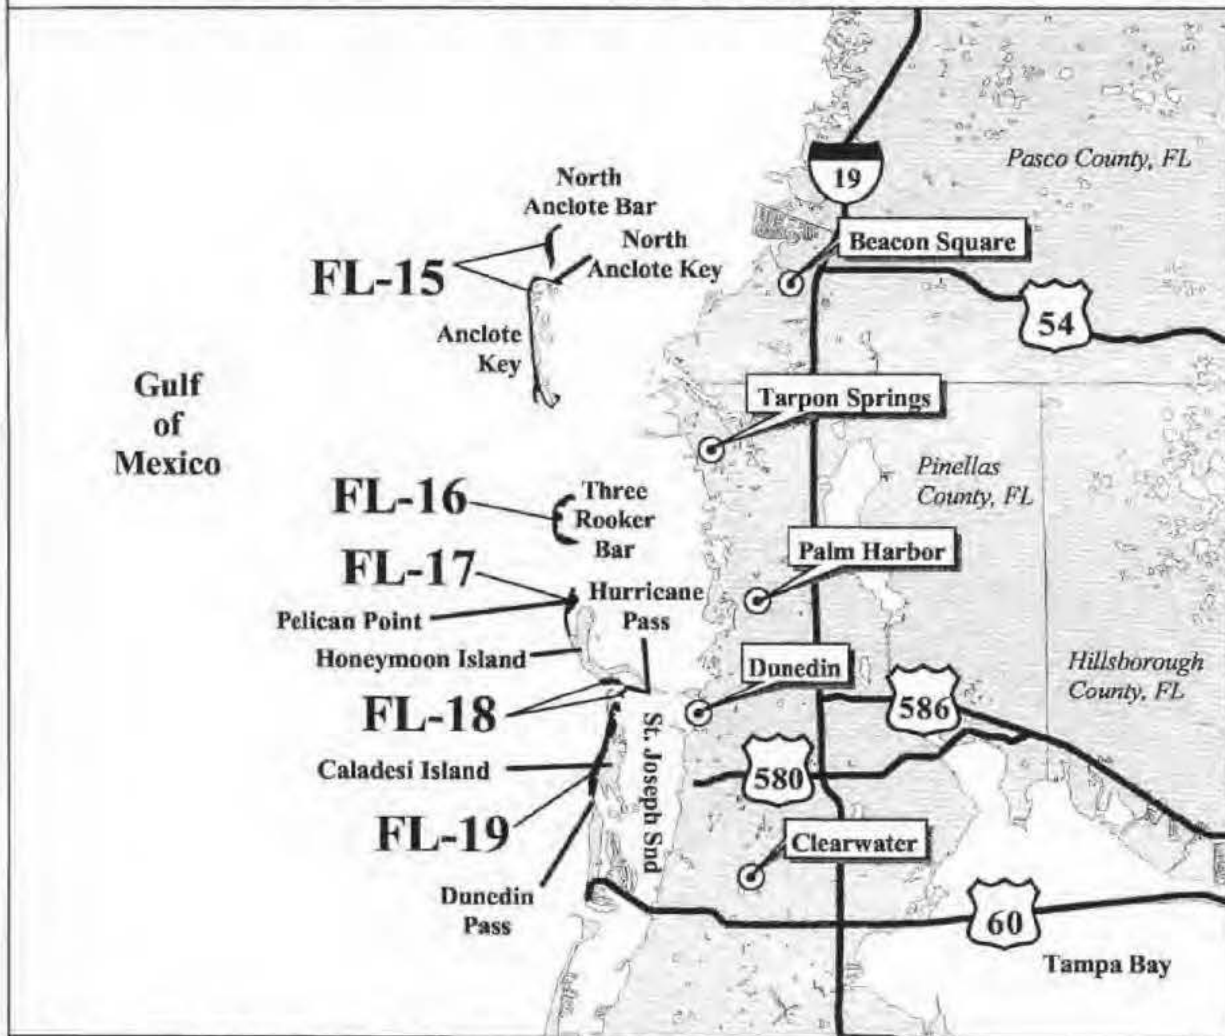 19
Pasco County, FL
North
Anclote Bar
North
Anclote Key
Beacon Square
FL-15
54
Anclote
Key
Gulf
of
Mexico
Tarpon Springs
Pinellas
County, FL
FL-16
Three
Rooker
Bar
Palm Harbor
FL-17
Hurricane
Pass
Pelican Point
Honeymoon Island
Dunedin
Hillsborough
County, FL
FL-18
586
St. Joseph Snd
Caladesi Island
580
FL-19
Clearwater
Dunedin
Pass
60
Tampa Bay